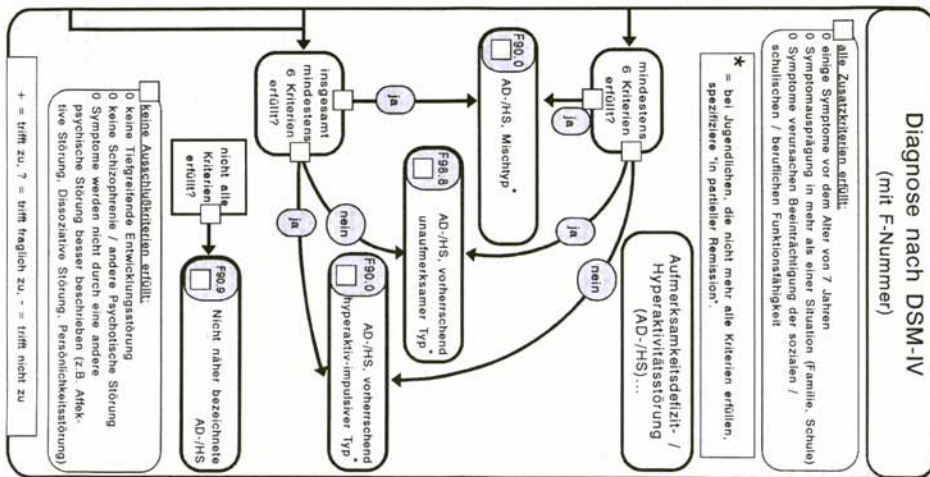 Diagnose nach DSM-IV
(mit F-Nummer)
alle Zusatzkriterien erfüllt:
o einige Symptome vor dem Alter von 7 Jahren
o Symptomausprägung in mehr als einer Situation (Familie, Schule)
o Symptome verursachen Beeinträchtigung der sozialen /
schulischen / beruflichen Funktionsfähigkeit
* = bei Jugendlichen, die nicht mehr alle Kriterien erfüllen,
spezifiziere "in partieller Remission".
Aufmerksamkeitsdefizit- /
Hyperaktivitätsstörung
(AD-/HS)...
mindestens
6 Kriterien
erfüllt?
ja
ja
nein
F90.0
AD-/HS, Mischtyp*
F98.8
AD-/HS, vorherrschend
unaufmerksamer Typ*
F90.0
AD-/HS, vorherrschend
hyperaktiv-impulsiver Typ*
ja
nein
ja
insgesamt
mindestens
6 Kriterien
erfüllt?
nicht alle
Kriterien
erfüllt?
F90.9
Nicht näher bezeichnete
AD-/HS
keine Ausschlußkriterien erfüllt:
o keine Tiefgreifende Entwicklungsstörung
o keine Schizophrenie / andere Psychotische Störung
o Symptome werden nicht durch eine andere
psychische Störung besser beschrieben (z.B. Affek-
tive Störung, Dissoziative Störung, Persönlichkeitsstörung)
+ = trifft zu, ? = trifft fraglich zu, - = trifft nicht zu